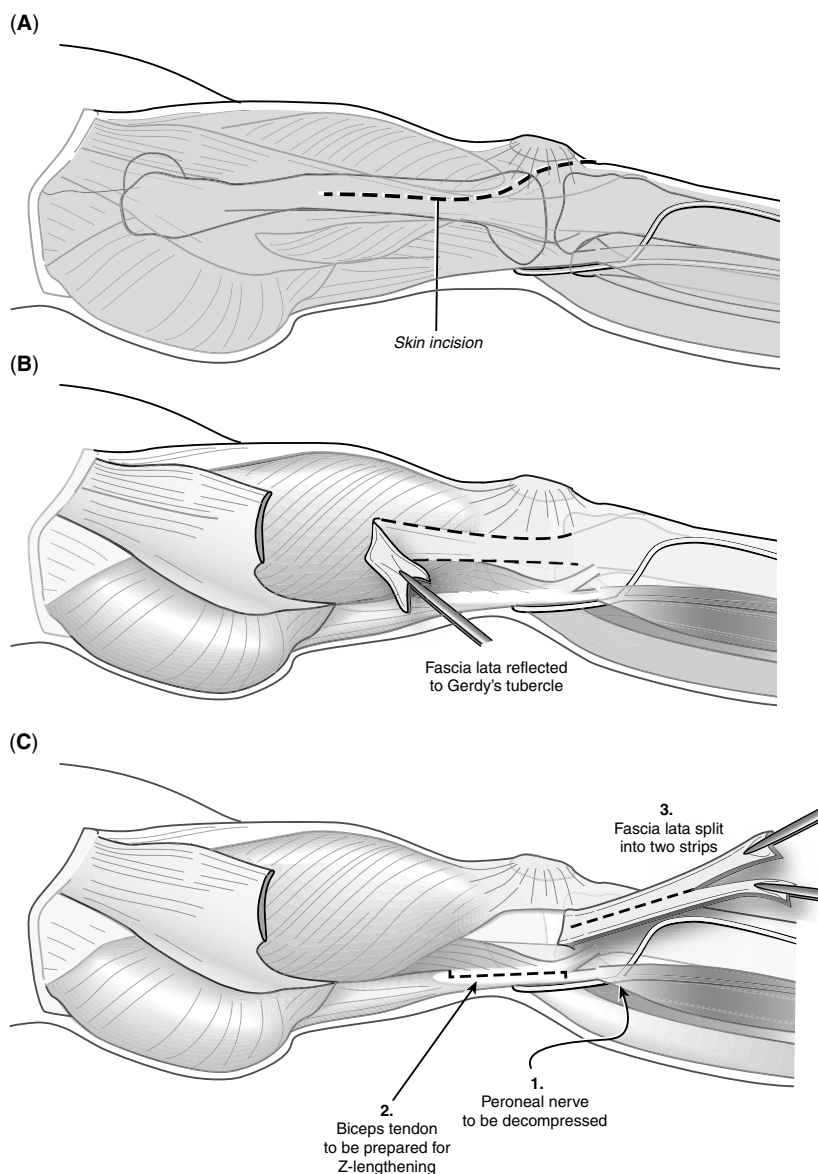 (A)
Skin incision
(B)
Fascia lata reflected
to Gerdy's tubercle
(C)
3.
Fascia lata split
into two strips
1.
Peroneal nerve
to be decompressed
2.
Biceps tendon
to be prepared for
Z-lengthening